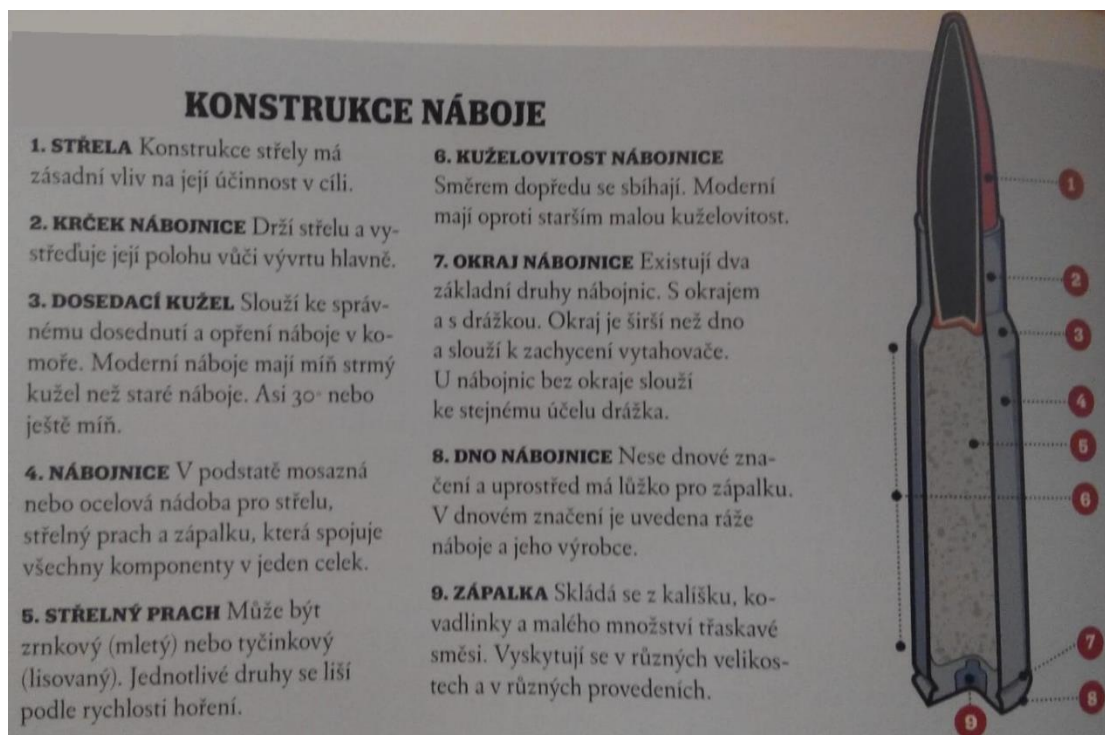 KONSTRUKCE NÁBOJE
1. STŘELA Konstrukce střely má
zásadní vliv na její účinnost v cíli.
2. KRČEK NÁBOJNICE Drží střelu a vy-
střeďuje její polohu vůči vývrtu hlavně.
3. DOSEDACÍ KUŽEL Slouží ke správ-
nému dosednutí a opření náboje v ko-
moře. Moderní náboje mají míň strmý
kužel než staré náboje. Asi 30° nebo
ještě míň.
4. NÁBOJNICE V podstatě mosazná
nebo ocelová nádoba pro střelu,
střelný prach a zápalku, která spojuje
všechny komponenty v jeden celek.
5. STŘELNÝ PRACH Může být
zrnkový (mletý) nebo tyčinkový
(lisovaný). Jednotlivé druhy se liší
podle rychlosti hoření.
6. KUŽELOVITOST NÁBOJNICE
Směrem dopředu se sbíhají. Moderní
mají oproti starším malou kuželovitost.
7. OKRAJ NÁBOJNICE Existují dva
základní druhy nábojnic. S okrajem
a s drážkou. Okraj je širší než dno
a slouží k zachycení vytahovače.
U nábojnic bez okraje slouží
ke stejnému účelu drážka.
8. DNO NÁBOJNICE Nese dnové zna-
čení a uprostřed má lůžko pro zápalku.
V dnovém značení je uvedena ráže
náboje a jeho výrobce.
9. ZÁPALKA Skládá se z kalíšku, ko-
vadlinky a malého množství třaskavé
směsi. Vyskytují se v různých velikos-
tech a v různých provedeních.
1
2
3
4
5
6
7
8
9